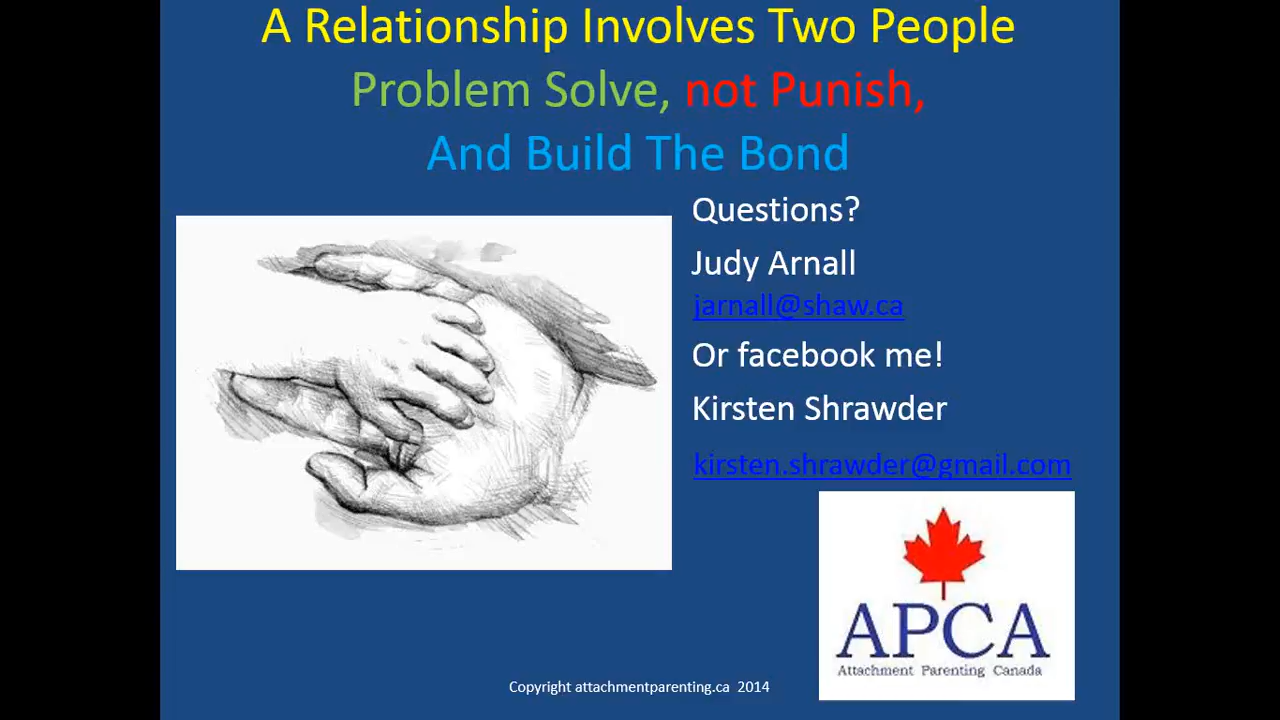 A Relationship Involves Two People
Problem Solve, not Punish,
And Build The Bond
Questions?
Judy Arnall
jarnall@shaw.ca
Or facebook me!
Kirsten Shrawder
kirsten.shrawder@gmail.com
APCA
Attachment Parenting Canada
Copyright attachmentparenting.ca 2014